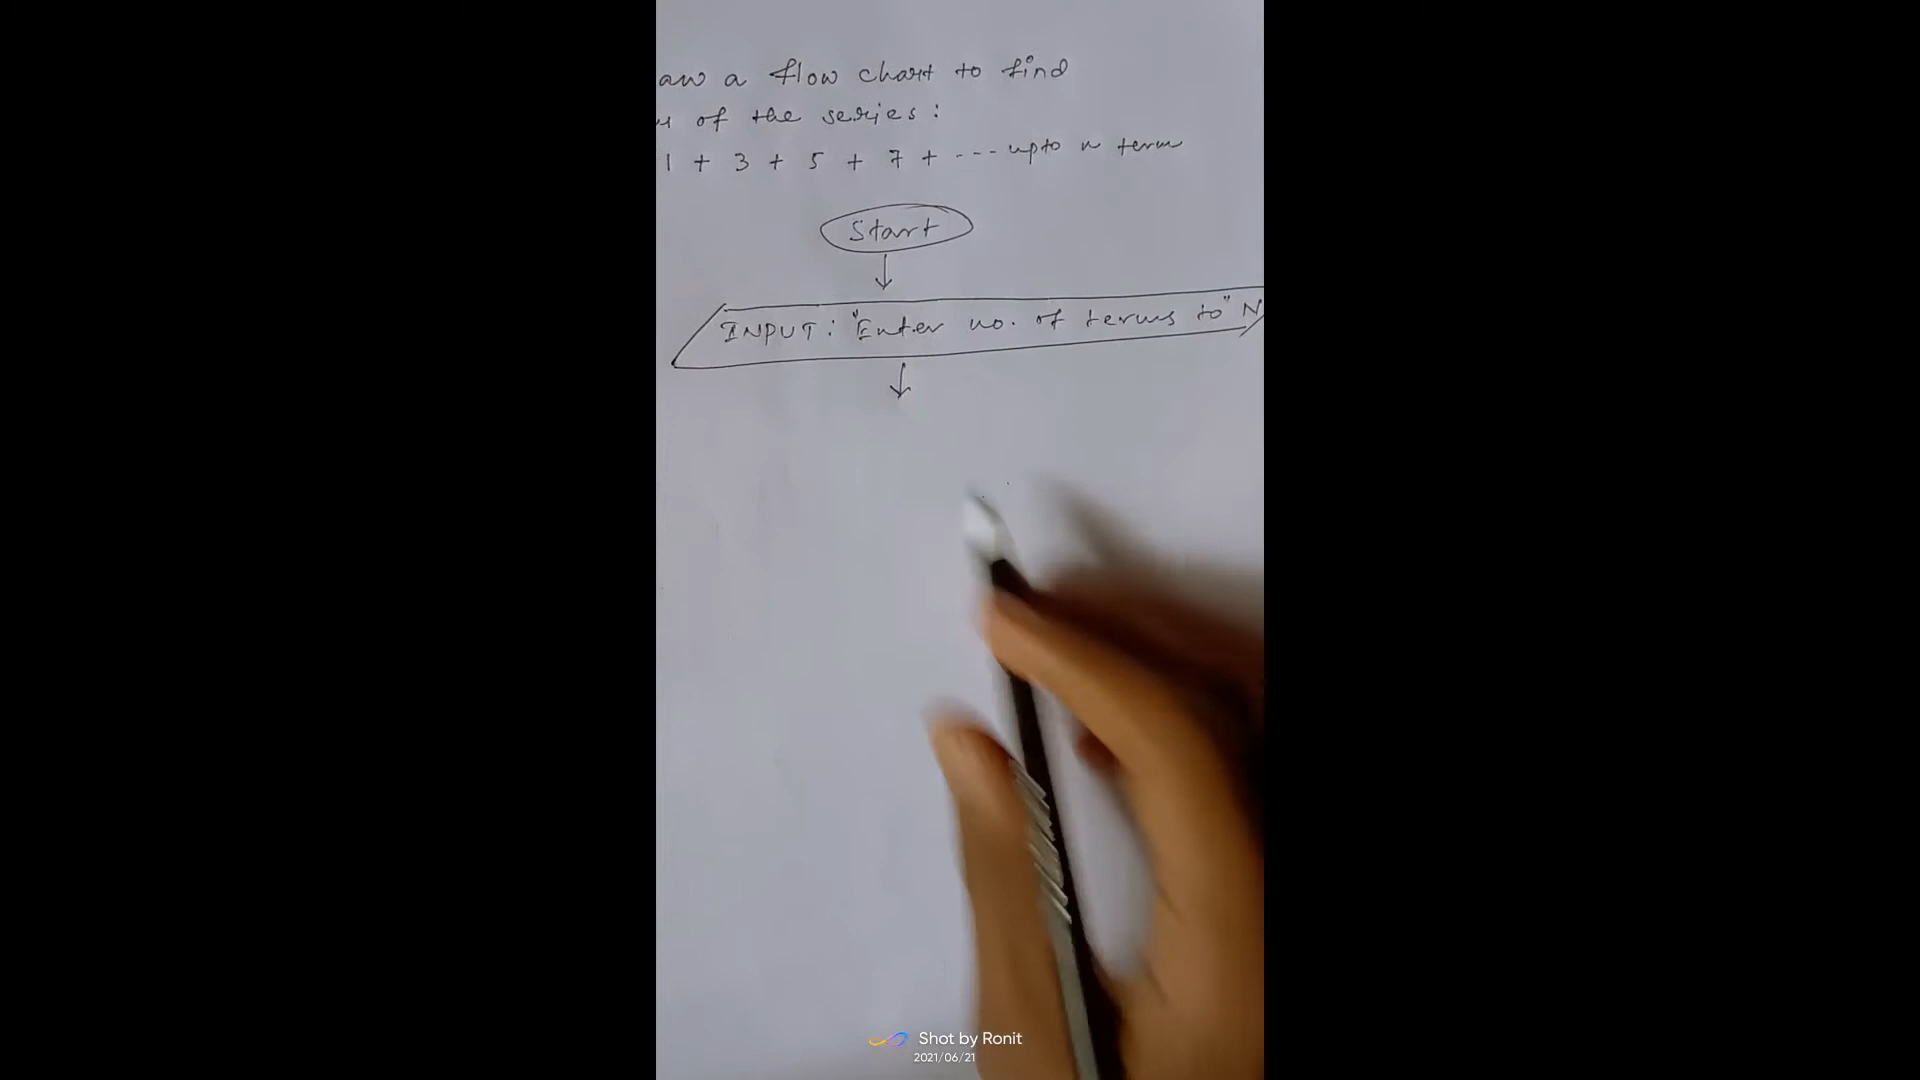 aw a flow chart to find
of the series:
1 + 3 + 5 + 7 + --- upto n term
Start
INPUT: "Enter no. of terms to" N
Shot by Ronit
2021/06/21